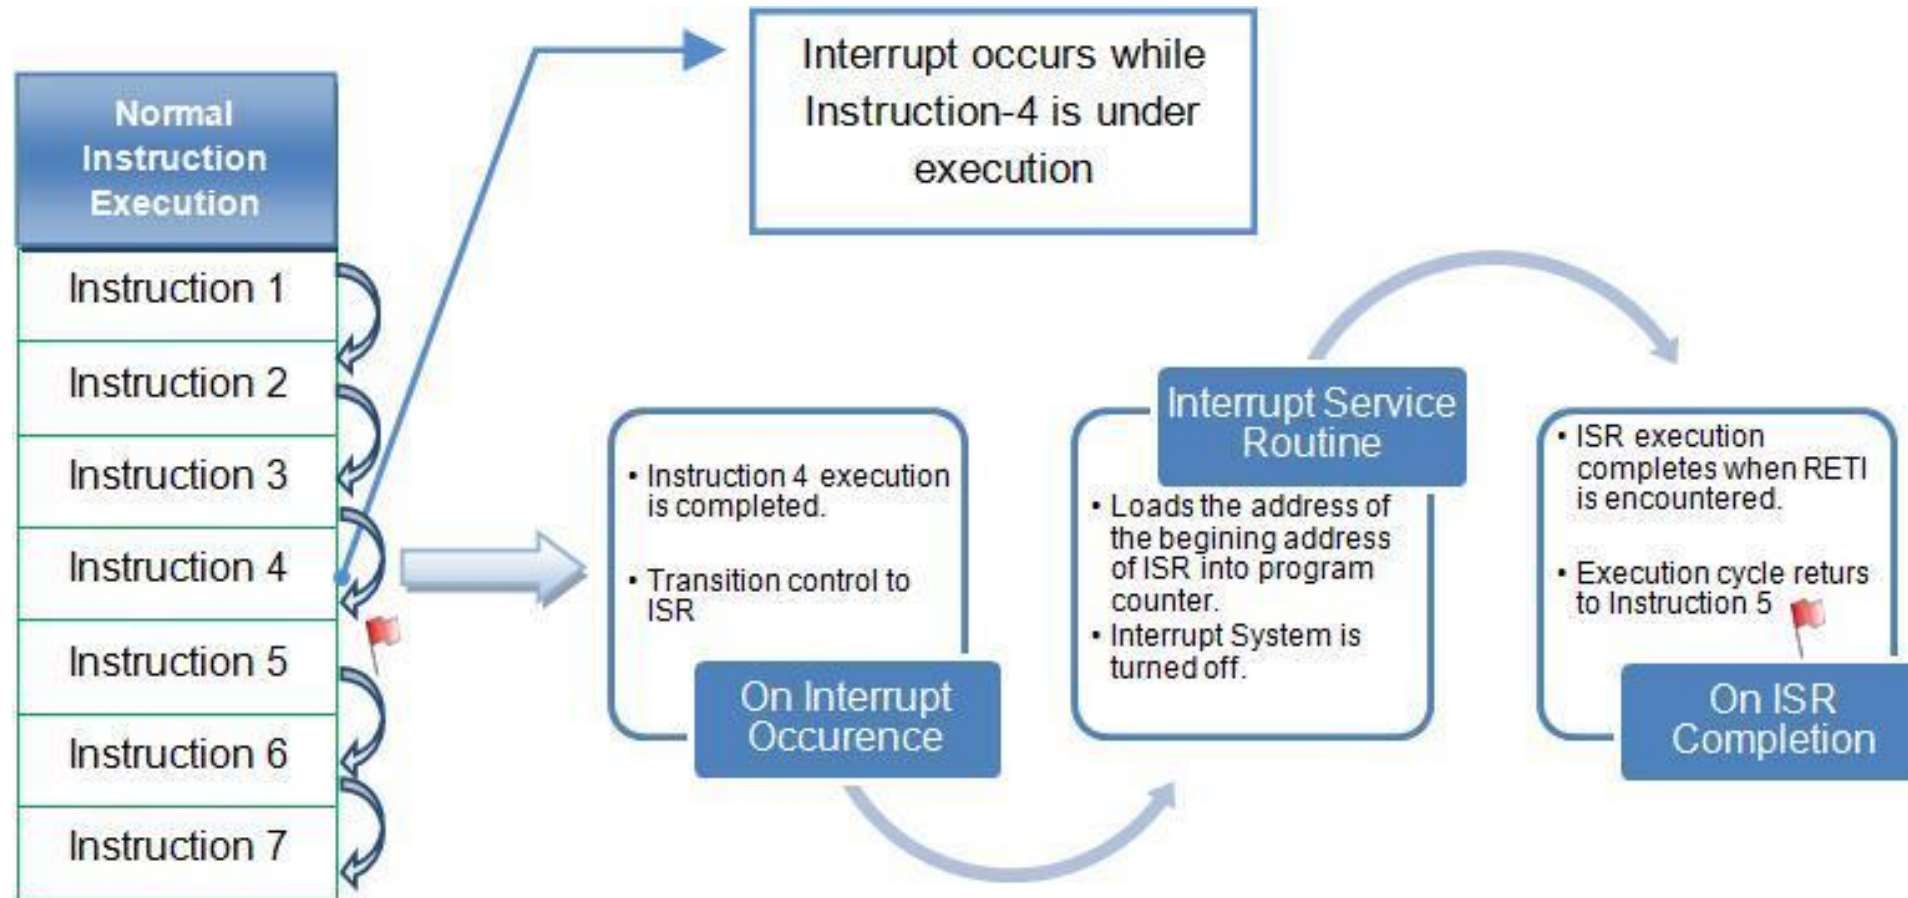 Normal
Instruction
Execution
Instruction 1
Instruction 2
Instruction 3
Instruction 4
Instruction 5
Instruction 6
Instruction 7
Interrupt occurs while
Instruction-4 is under
execution
• Instruction 4 execution
is completed.
• Transition control to
ISR
On Interrupt
Occurence
Interrupt Service
Routine
• Loads the address of
the begining address
of ISR into program
counter.
• Interrupt System is
turned off.
• ISR execution
completes when RETI
is encountered.
• Execution cycle returs
to Instruction 5
On ISR
Completion